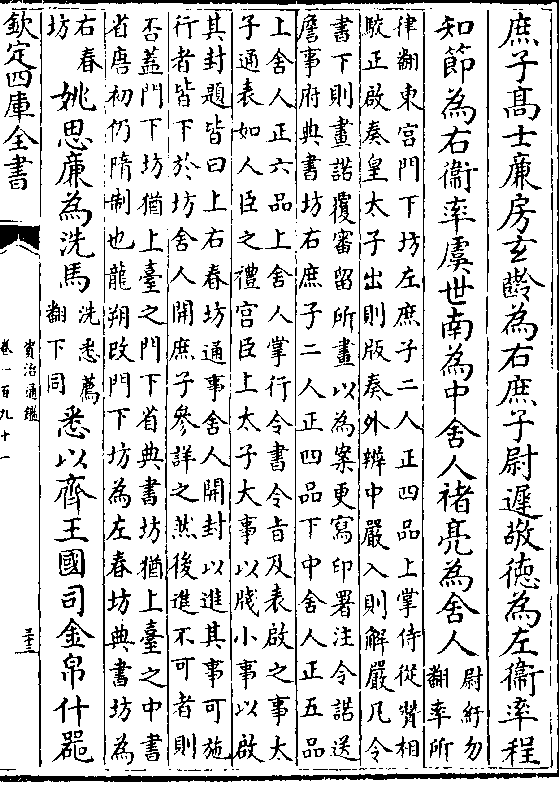 庶子髙士廉房玄齡為右庶子尉遲敬徳為左衞率程
知節為右衞率虞世南為中舍人褚亮為舍人
尉紆勿
翻率所
律翻東宫門下坊左庶子二人正四品上掌侍從贊相
駮正啟奏皇太子出則版奏外辦中嚴入則解嚴凡令
書下則畫諾覆審留所畫以為案更寫印署注令諾送
詹事府典書坊右庶子二人正四品下中舍人正五品
上舍人正六品上舍人掌行令書令㫖及表啟之事太
子通表如人臣之禮宫臣上太子大事以牋小事以啟
其封題皆曰上右春坊通事舍人開封以進其事可施
行者皆下於坊舍人開庶子參詳之然後進不可者則
否蓋門下坊猶上臺之門下省典書坊猶上臺之中書
省唐初仍隋制也龍朔改門下坊為左春坊典書坊為
右春
坊
姚思㢘為洗馬
洗悉薦
翻下同
悉以齊王國司金帛什噐
欽定四庫全書
資治通鑑
卷一百九十一
三十三